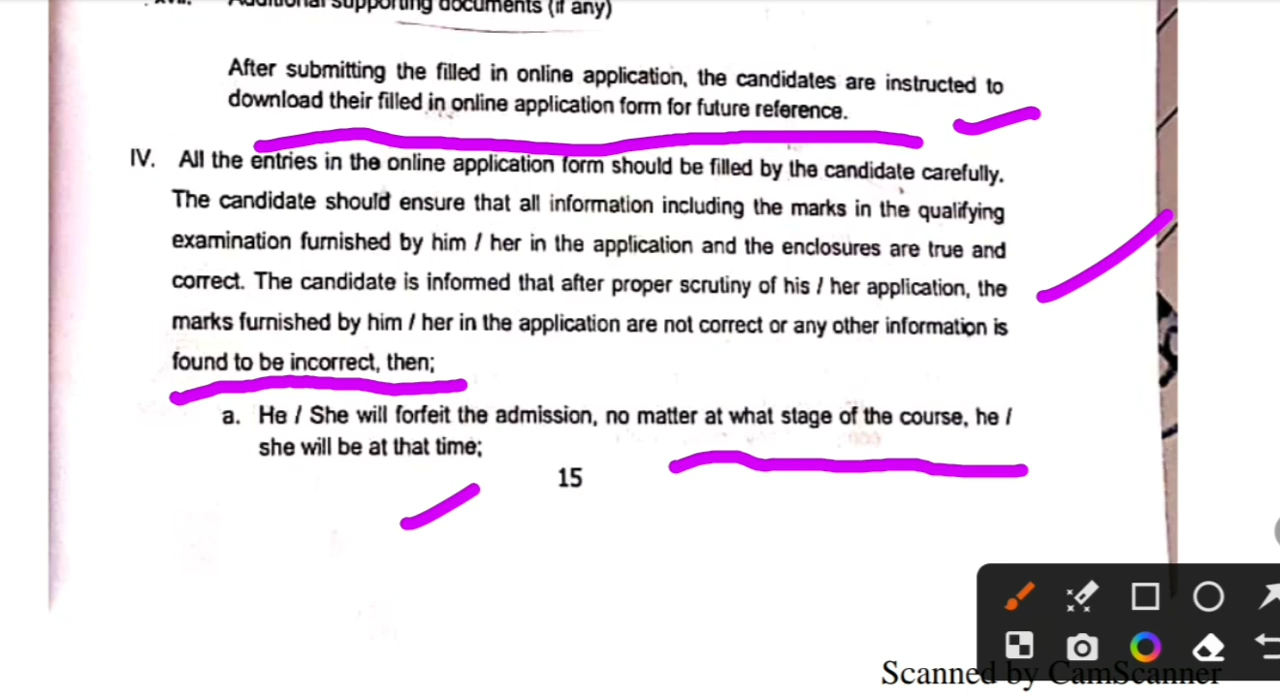 Additional supporting documents (if any)
After submitting the filled in online application, the candidates are instructed to
download their filled in online application form for future reference.
IV. All the entries in the online application form should be filled by the candidate carefully.
The candidate should ensure that all information including the marks in the qualifying
examination furnished by him / her in the application and the enclosures are true and
correct. The candidate is informed that after proper scrutiny of his / her application, the
marks furnished by him / her in the application are not correct or any other information is
found to be incorrect, then;
a. He / She will forfeit the admission, no matter at what stage of the course, he /
she will be at that time;
15
Scanned by CamScanner